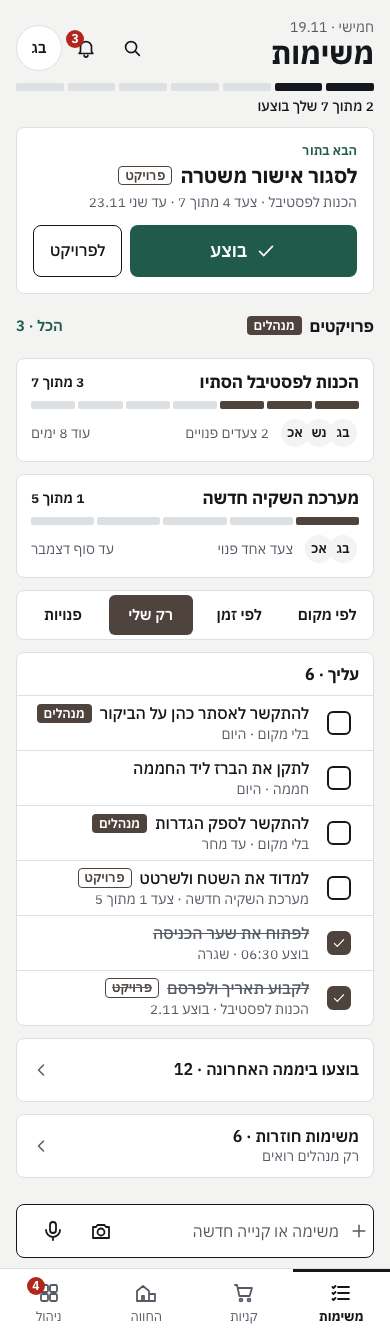 חמישי · 19.11
משימות
3
בג
2 מתוך 7 שלך בוצעו
הבא בתור
לסגור אישור משטרה פרויקט
הכנות לפסטיבל · צעד 4 מתוך 7 · עד שני 23.11
בוצע
לפרויקט
פרויקטים מנהלים
הכל · 3
הכנות לפסטיבל הסתיו
3 מתוך 7
בג נש אכ
2 צעדים פנויים
עוד 8 ימים
מערכת השקיה חדשה
1 מתוך 5
בג אכ
צעד אחד פנוי
עד סוף דצמבר
לפי מקום
לפי זמן
רק שלי
פנויות
עליך · 6
להתקשר לאסתר כהן על הביקור מנהלים
בלי מקום · היום
לתקן את הברז ליד החממה
חממה · היום
להתקשר לספק הגדרות מנהלים
בלי מקום · עד מחר
למדוד את השטח ולשרטט פרויקט
מערכת השקיה חדשה · צעד 1 מתוך 5
לפתוח את שער הכניסה
בוצע 06:30 · שגרה
לקבוע תאריך ולפרסם פרויקט
הכנות לפסטיבל · בוצע 2.11
בוצעו ביממה האחרונה · 12
משימות חוזרות · 6
רק מנהלים רואים
משימה או קנייה חדשה
משימות
קניות
החווה
4
ניהול